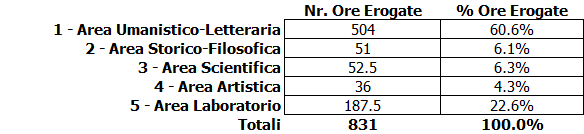 Nr. Ore Erogate % Ore Erogate
1 - Area Umanistico-Letteraria 504 60.6%
2 - Area Storico-Filosofica 51 6.1%
3 - Area Scientifica 52.5 6.3%
4 - Area Artistica 36 4.3%
5 - Area Laboratorio 187.5 22.6%
Totali 831 100.0%